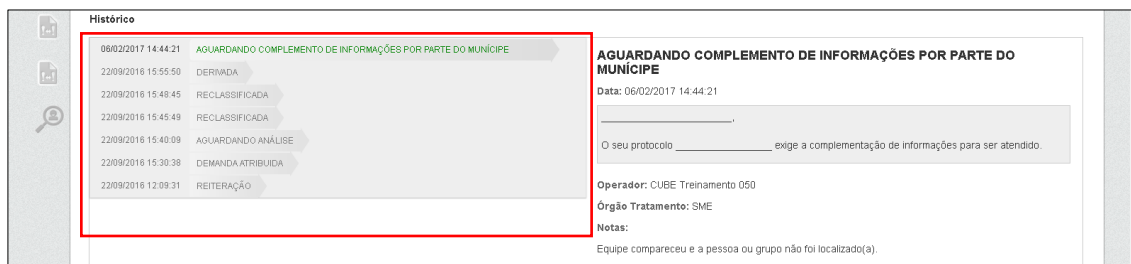 Histórico
06/02/2017 14:44:21 AGUARDANDO COMPLEMENTO DE INFORMAÇÕES POR PARTE DO MUNÍCIPE
22/09/2016 15:55:50 DERIVADA
22/09/2016 15:48:45 RECLASSIFICADA
22/09/2016 15:45:49 RECLASSIFICADA
22/09/2016 15:40:09 AGUARDANDO ANÁLISE
22/09/2016 15:30:38 DEMANDA ATRIBUIDA
22/09/2016 12:09:31 REITERAÇÃO
AGUARDANDO COMPLEMENTO DE INFORMAÇÕES POR PARTE DO
MUNÍCIPE
Data: 06/02/2017 14:44:21
____________________________,
O seu protocolo ____________________ exige a complementação de informações para ser atendido.
Operador: CUBE Treinamento 050
Órgão Tratamento: SME
Notas:
Equipe compareceu e a pessoa ou grupo não foi localizado(a).